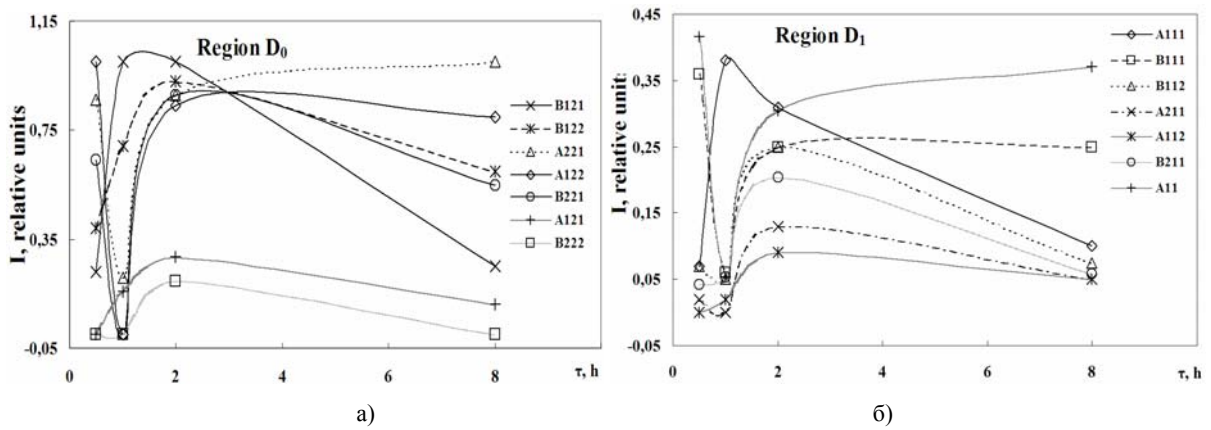 1,15
0,75
0,35
-0,05
I, relative units
Region D₀
B121
B122
A221
A122
B221
A121
B222
0
2
4
6
8
τ, h
а)
0,45
0,35
0,25
0,15
0,05
-0,05
I, relative unit
Region D₁
A111
B111
B112
A211
A112
B211
A11
0
2
4
6
8
τ, h
б)